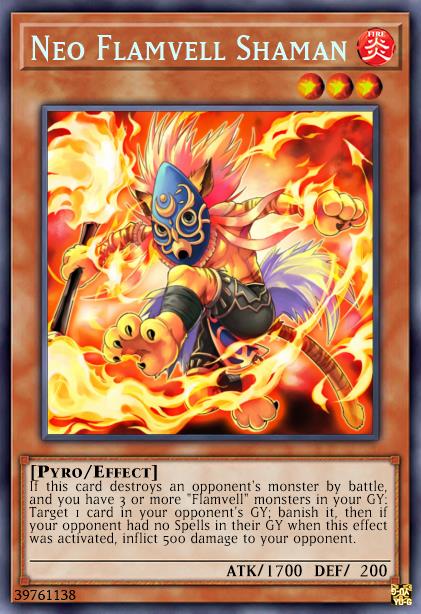 Neo Flamvell Shaman
FIRE
炎
[Pyro/Effect]
If this card destroys an opponent's monster by battle,
and you have 3 or more "Flamvell" monsters in your GY:
Target 1 card in your opponent's GY; banish it, then if
your opponent had no Spells in their GY when this effect
was activated, inflict 500 damage to your opponent.
ATK/1700 DEF/ 200
39761138